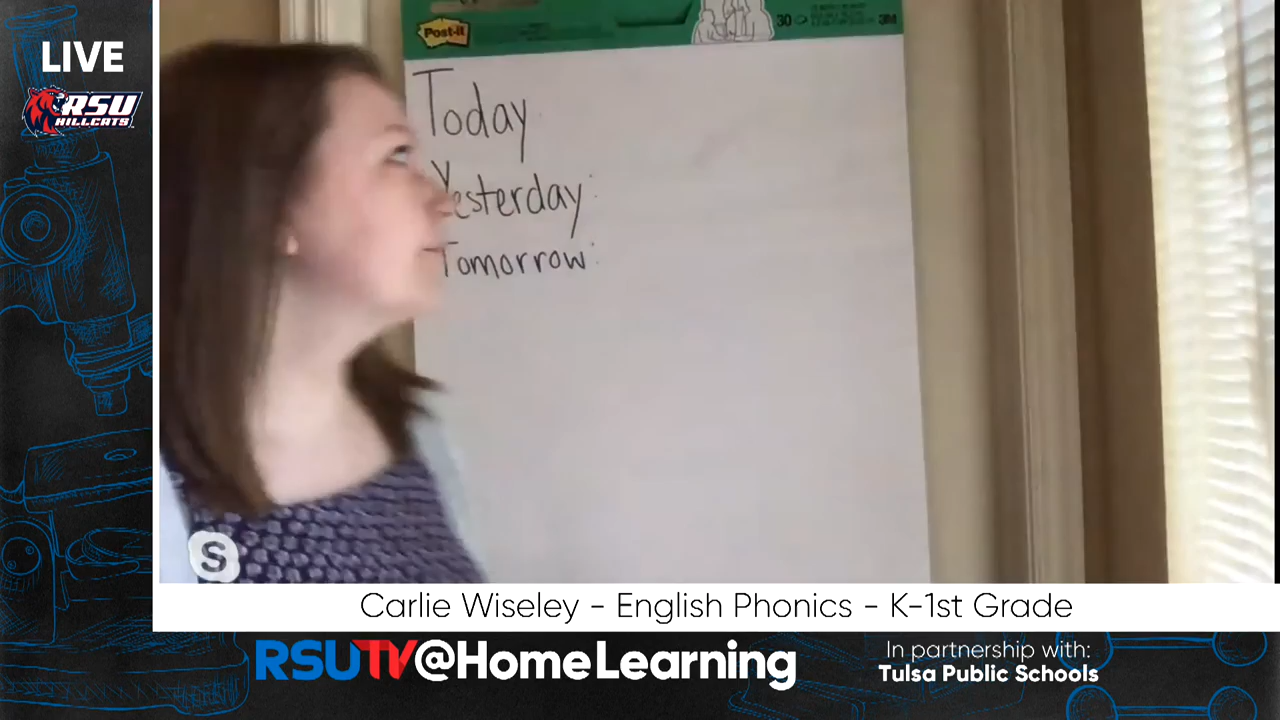 LIVE
RSU
HILLCATS
Post-it
30
3M
Today
Yesterday:
Tomorrow:
S
Carlie Wiseley - English Phonics - K-1st Grade
RSUTV@HomeLearning
In partnership with:
Tulsa Public Schools